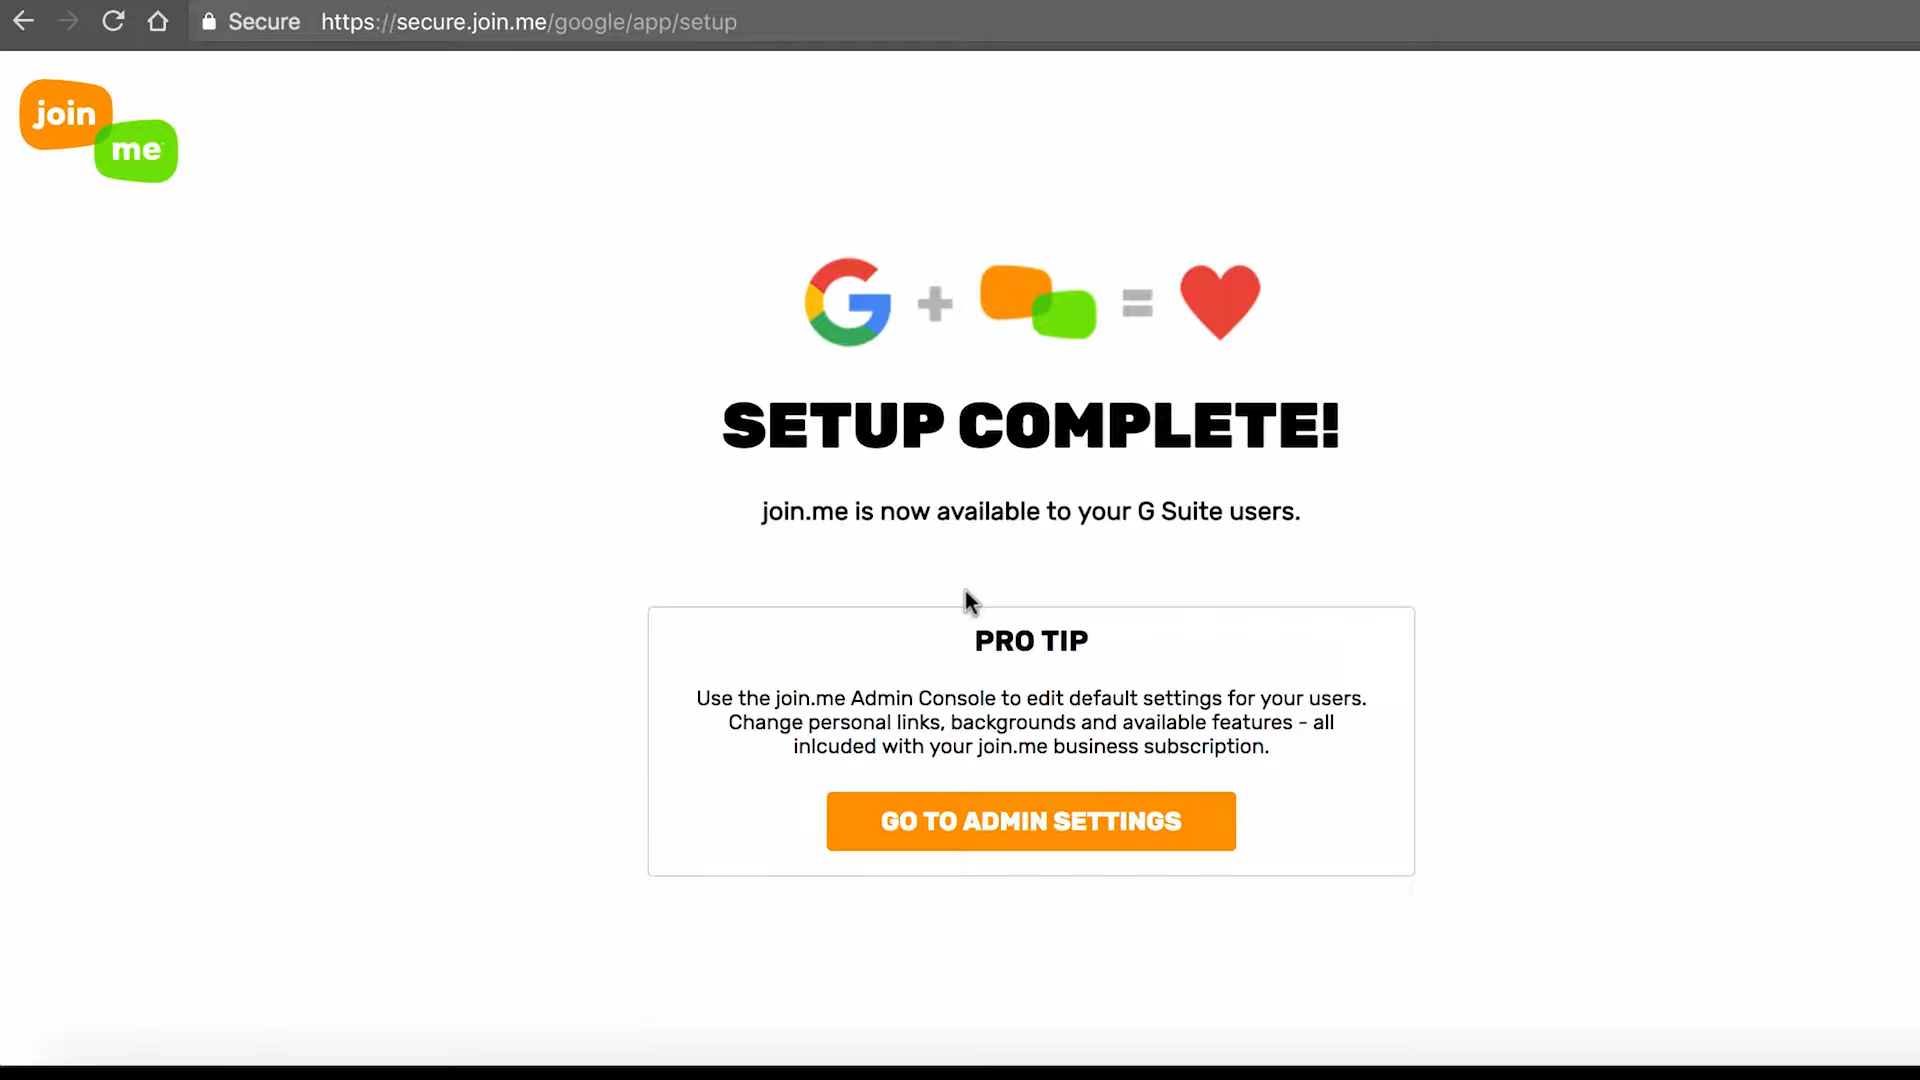 Secure https://secure.join.me/google/app/setup
join
me
SETUP COMPLETE!
join.me is now available to your G Suite users.
PRO TIP
Use the join.me Admin Console to edit default settings for your users.
Change personal links, backgrounds and available features - all
inlcuded with your join.me business subscription.
GO TO ADMIN SETTINGS